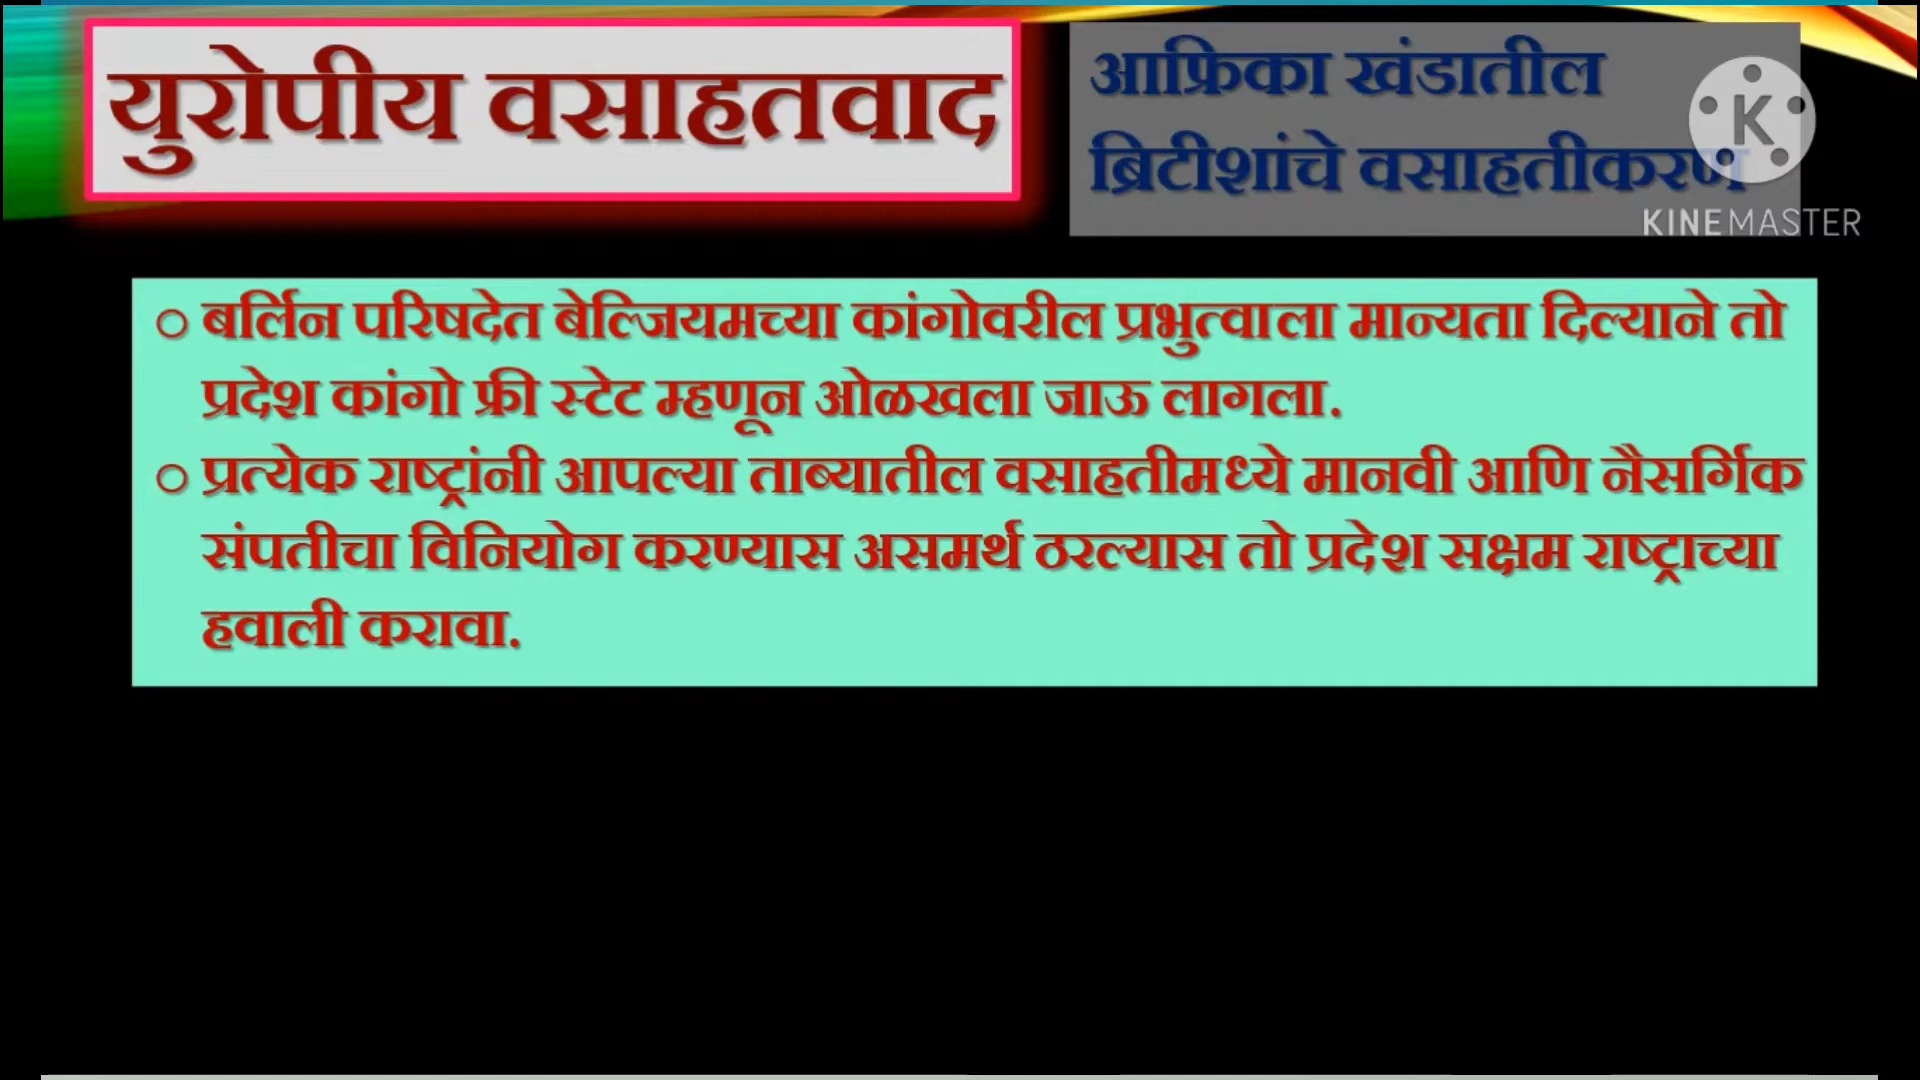 युरोपीय वसाहतवाद
आफ्रिका खंडातील
ब्रिटीशांचे वसाहतीकरण
KINEMASTER
बर्लिन परिषदेत बेल्जियमच्या कांगोवरील प्रभुत्वाला मान्यता दिल्याने तो
प्रदेश कांगो फ्री स्टेट म्हणून ओळखला जाऊ लागला.
प्रत्येक राष्ट्रांनी आपल्या ताब्यातील वसाहतीमध्ये मानवी आणि नैसर्गिक
संपतीचा विनियोग करण्यास असमर्थ ठरल्यास तो प्रदेश सक्षम राष्ट्राच्या
हवाली करावा.